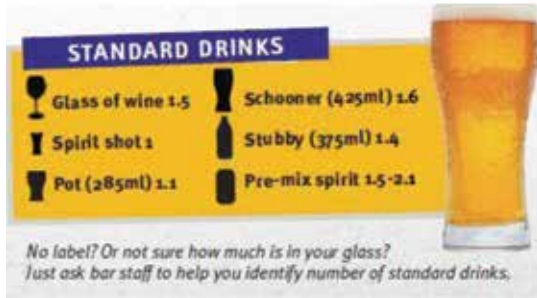 STANDARD DRINKS
Glass of wine 1.5
Spirit shot 1
Pot (285ml) 1.1
Schooner (425ml) 1.6
Stubby (375ml) 1.4
Pre-mix spirit 1.5-2.1
No label? Or not sure how much is in your glass?
Just ask bar staff to help you identify number of standard drinks.